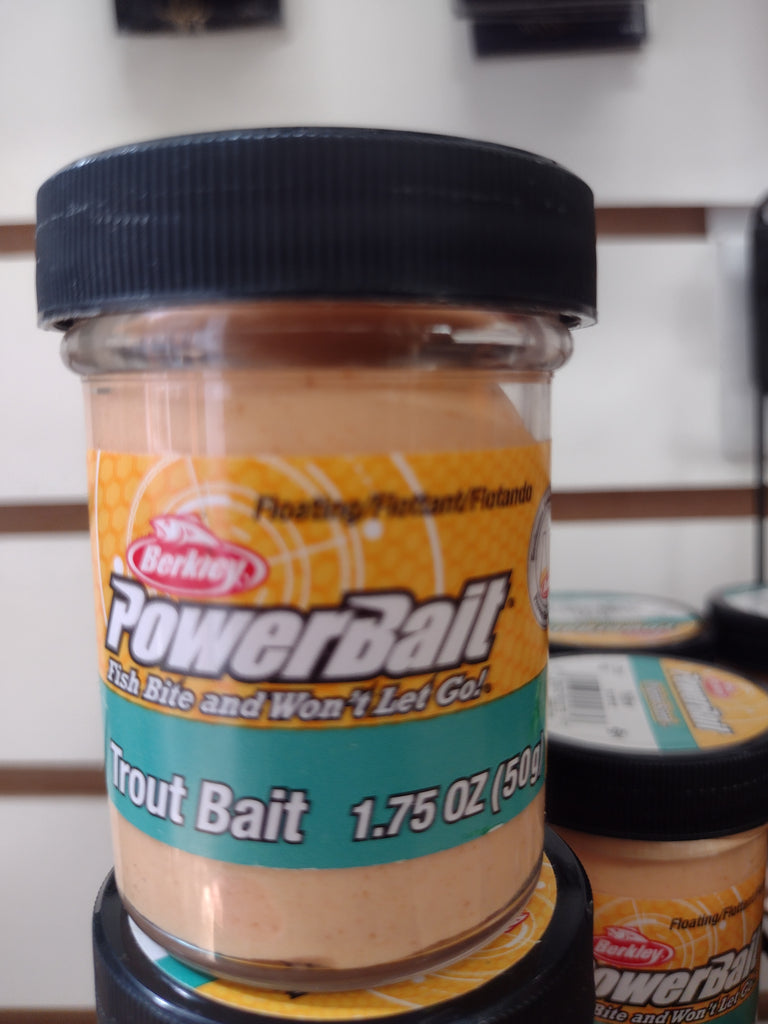 Floating/Flottant/Flotando
Berkley
PowerBait
Fish Bite and Won't Let Go!
Trout Bait 1.75 OZ (50g)
Floating/Flottant
Berkley
PowerBait
Bite and Won't Let Go